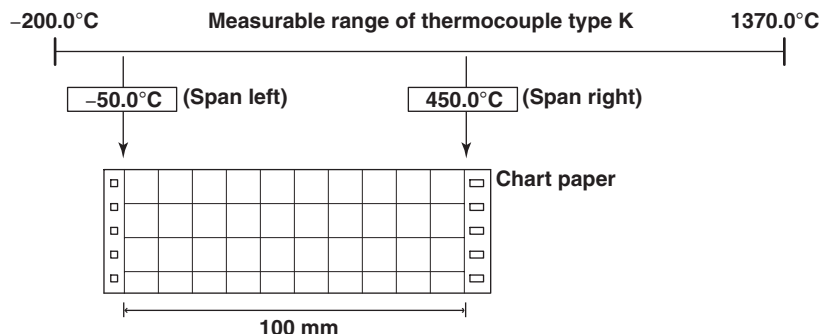 –200.0°C Measurable range of thermocouple type K 1370.0°C
–50.0°C (Span left) 450.0°C (Span right)
Chart paper
100 mm